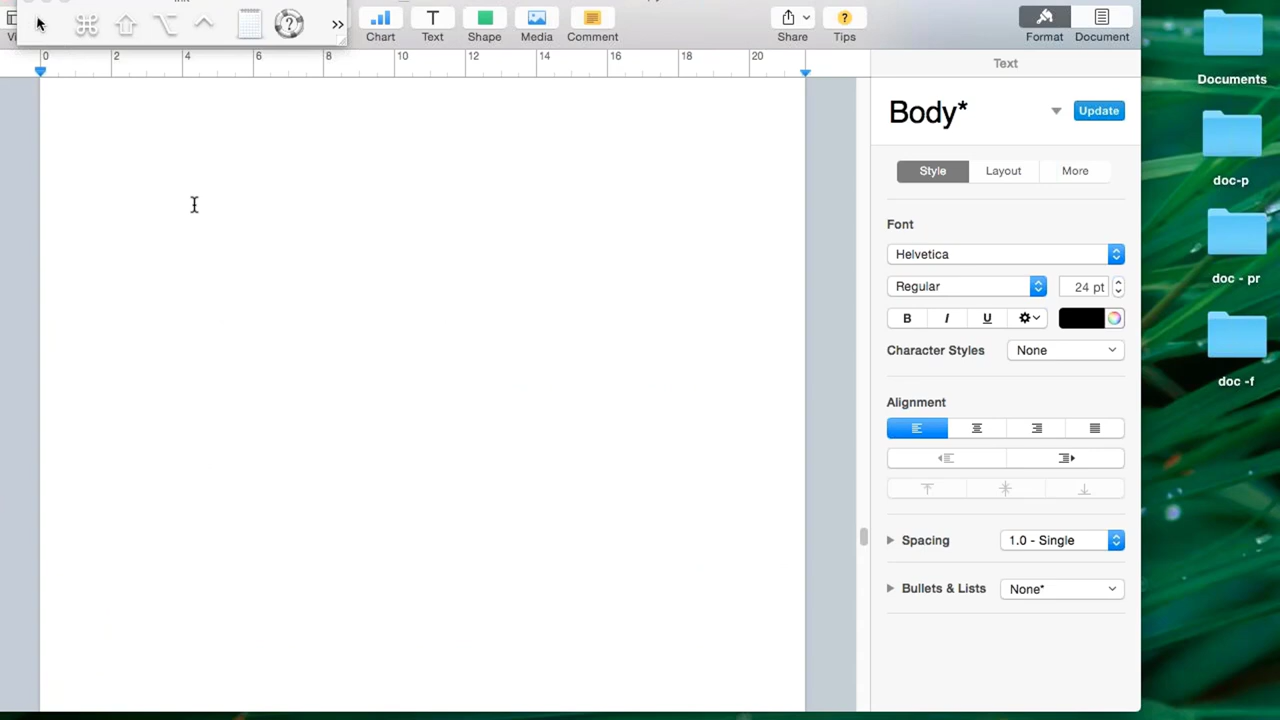 Chart Text Shape Media Comment Share Tips Format Document
0 2 4 6 8 10 12 14 16 18 20
Text
Body* Update
Style Layout More
Font
Helvetica
Regular 24 pt
B I U
Character Styles None
Alignment
Spacing 1.0 - Single
Bullets & Lists None*
Documents
doc-p
doc - pr
doc -f